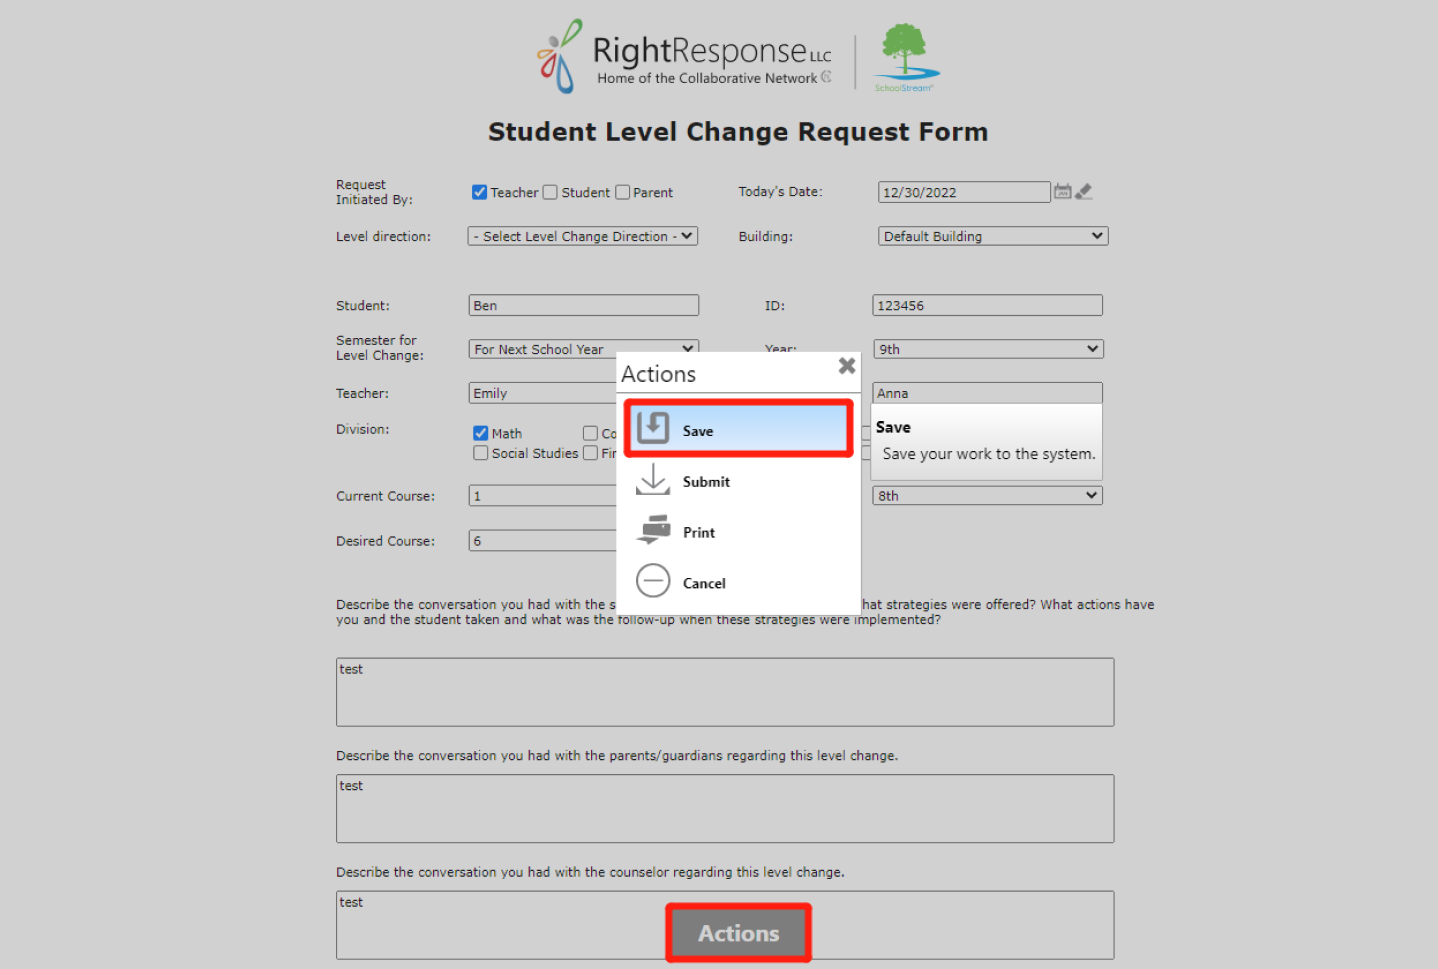 RightResponse LLC
Home of the Collaborative Network
SchoolStream
Student Level Change Request Form
Request
Initiated By:
Teacher Student Parent
Today's Date:
12/30/2022
Level direction:
- Select Level Change Direction -
Building:
Default Building
Student:
Ben
ID:
123456
Semester for
Level Change:
For Next School Year
Year:
9th
Teacher:
Emily
Anna
Division:
Math
Social Studies
Current Course:
1
8th
Desired Course:
6
Actions
Save
Submit
Print
Cancel
Save
Save your work to the system.
Describe the conversation you had with the s hat strategies were offered? What actions have
you and the student taken and what was the follow-up when these strategies were implemented?
test
Describe the conversation you had with the parents/guardians regarding this level change.
test
Describe the conversation you had with the counselor regarding this level change.
test
Actions